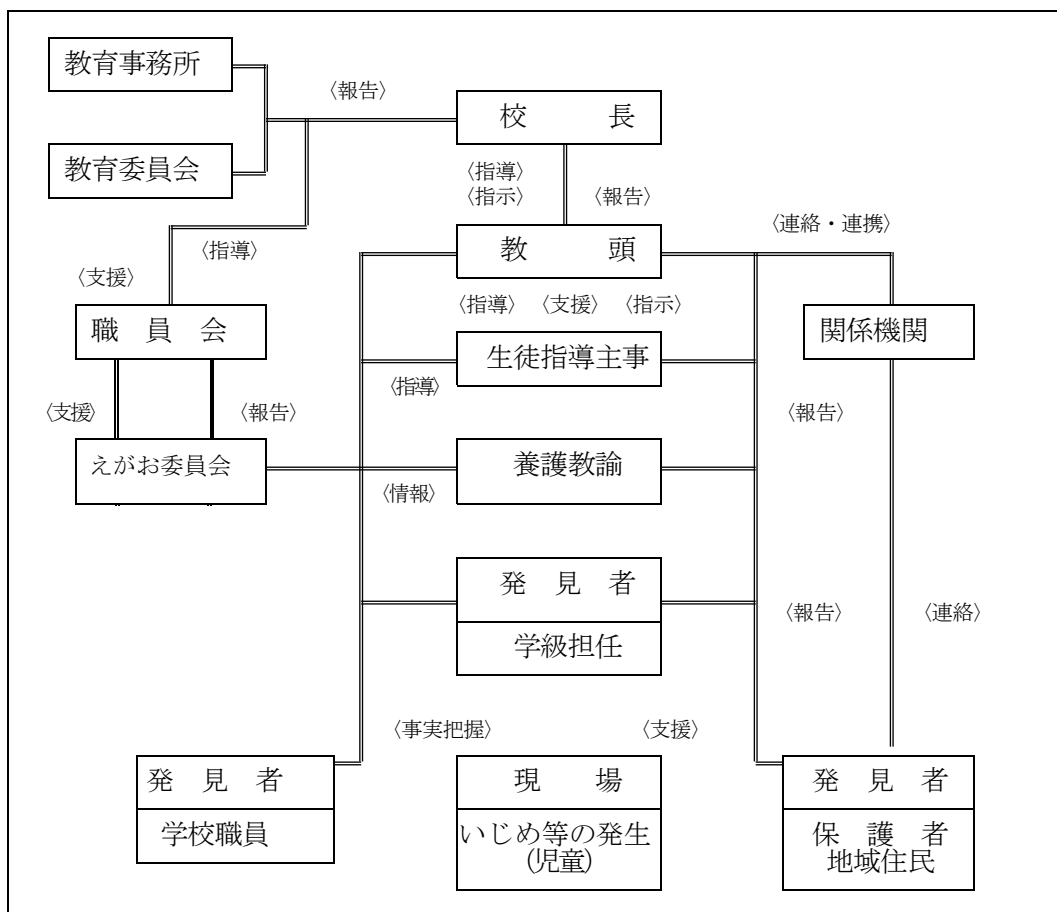 教育事務所
〈報告〉
校　長
教育委員会
〈指導〉
〈指示〉
〈報告〉
〈連絡・連携〉
〈指導〉
教　頭
〈支援〉
〈指導〉 〈支援〉 〈指示〉
職　員　会
生徒指導主事
関係機関
〈指導〉
〈支援〉
〈報告〉
〈報告〉
えがお委員会
養護教諭
〈情報〉
発　見　者
学級担任
〈報告〉
〈連絡〉
〈事実把握〉
〈支援〉
発　見　者
学校職員
現　場
いじめ等の発生
(児童)
発　見　者
保　護　者
地域住民